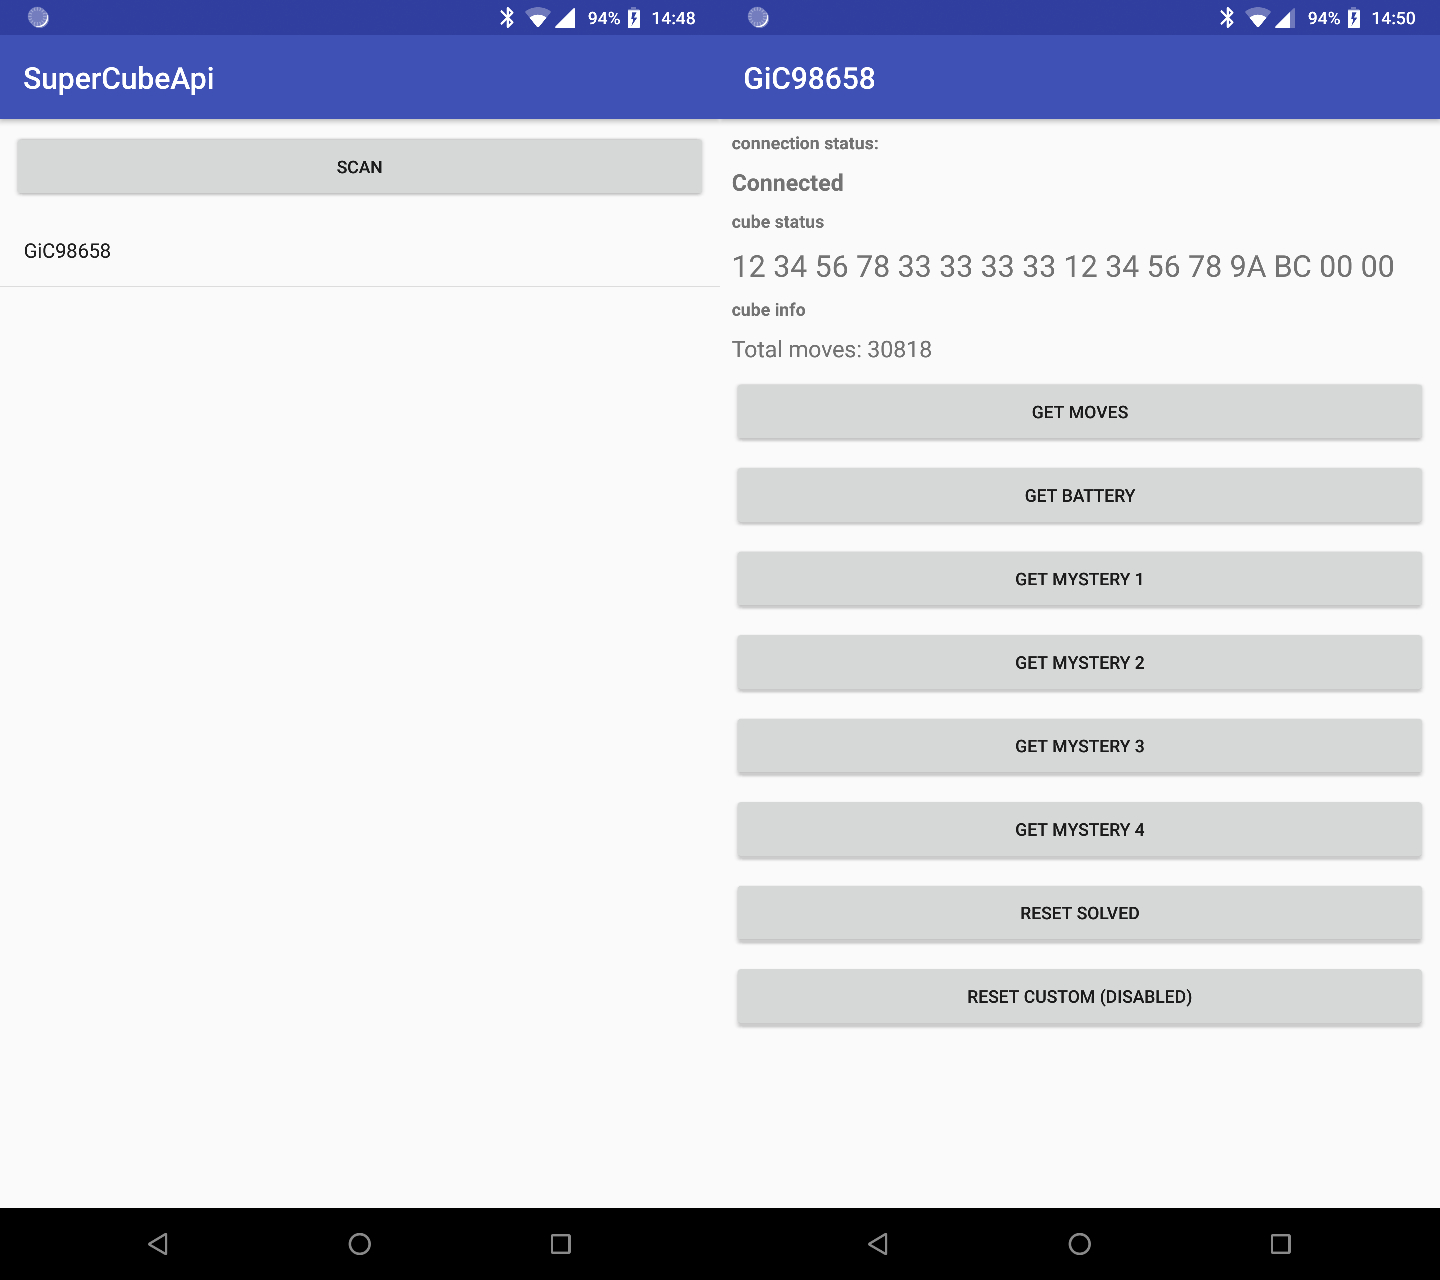 94% 14:48
SuperCubeApi
SCAN
GiC98658
94% 14:50
GiC98658
connection status:
Connected
cube status
12 34 56 78 33 33 33 33 12 34 56 78 9A BC 00 00
cube info
Total moves: 30818
GET MOVES
GET BATTERY
GET MYSTERY 1
GET MYSTERY 2
GET MYSTERY 3
GET MYSTERY 4
RESET SOLVED
RESET CUSTOM (DISABLED)